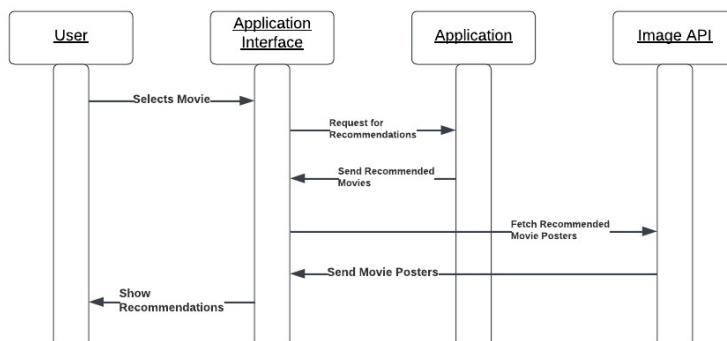 User
Application
Interface
Application
Image API
Selects Movie
Request for
Recommendations
Send Recommended
Movies
Fetch Recommended
Movie Posters
Send Movie Posters
Show
Recommendations